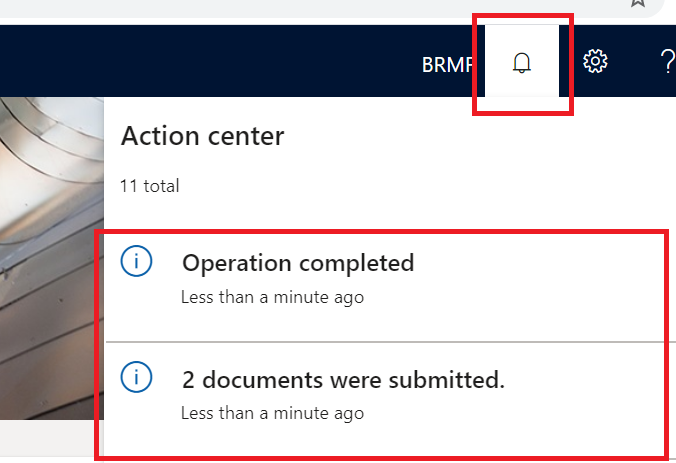 BRMF
Action center
11 total
Operation completed
Less than a minute ago
2 documents were submitted.
Less than a minute ago